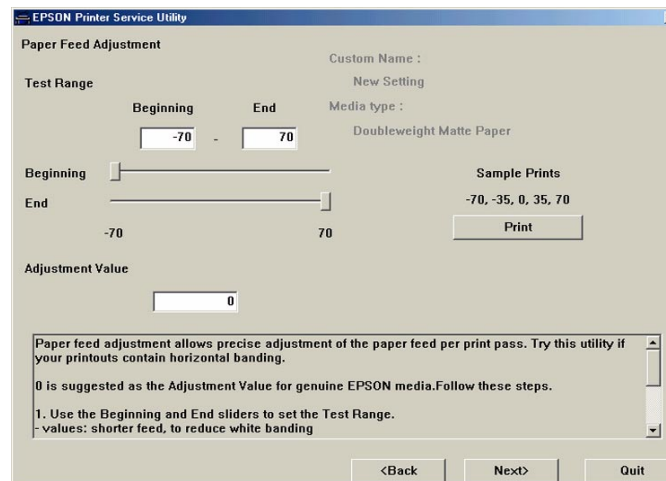 EPSON Printer Service Utility
Paper Feed Adjustment
Custom Name :
New Setting
Test Range
Beginning End
Media type :
Doubleweight Matte Paper
-70 - 70
Beginning
Sample Prints
End
-70, -35, 0, 35, 70
-70 70
Print
Adjustment Value
0
Paper feed adjustment allows precise adjustment of the paper feed per print pass. Try this utility if
your printouts contain horizontal banding.
0 is suggested as the Adjustment Value for genuine EPSON media.Follow these steps.
1. Use the Beginning and End sliders to set the Test Range.
- values: shorter feed, to reduce white banding
<Back Next> Quit